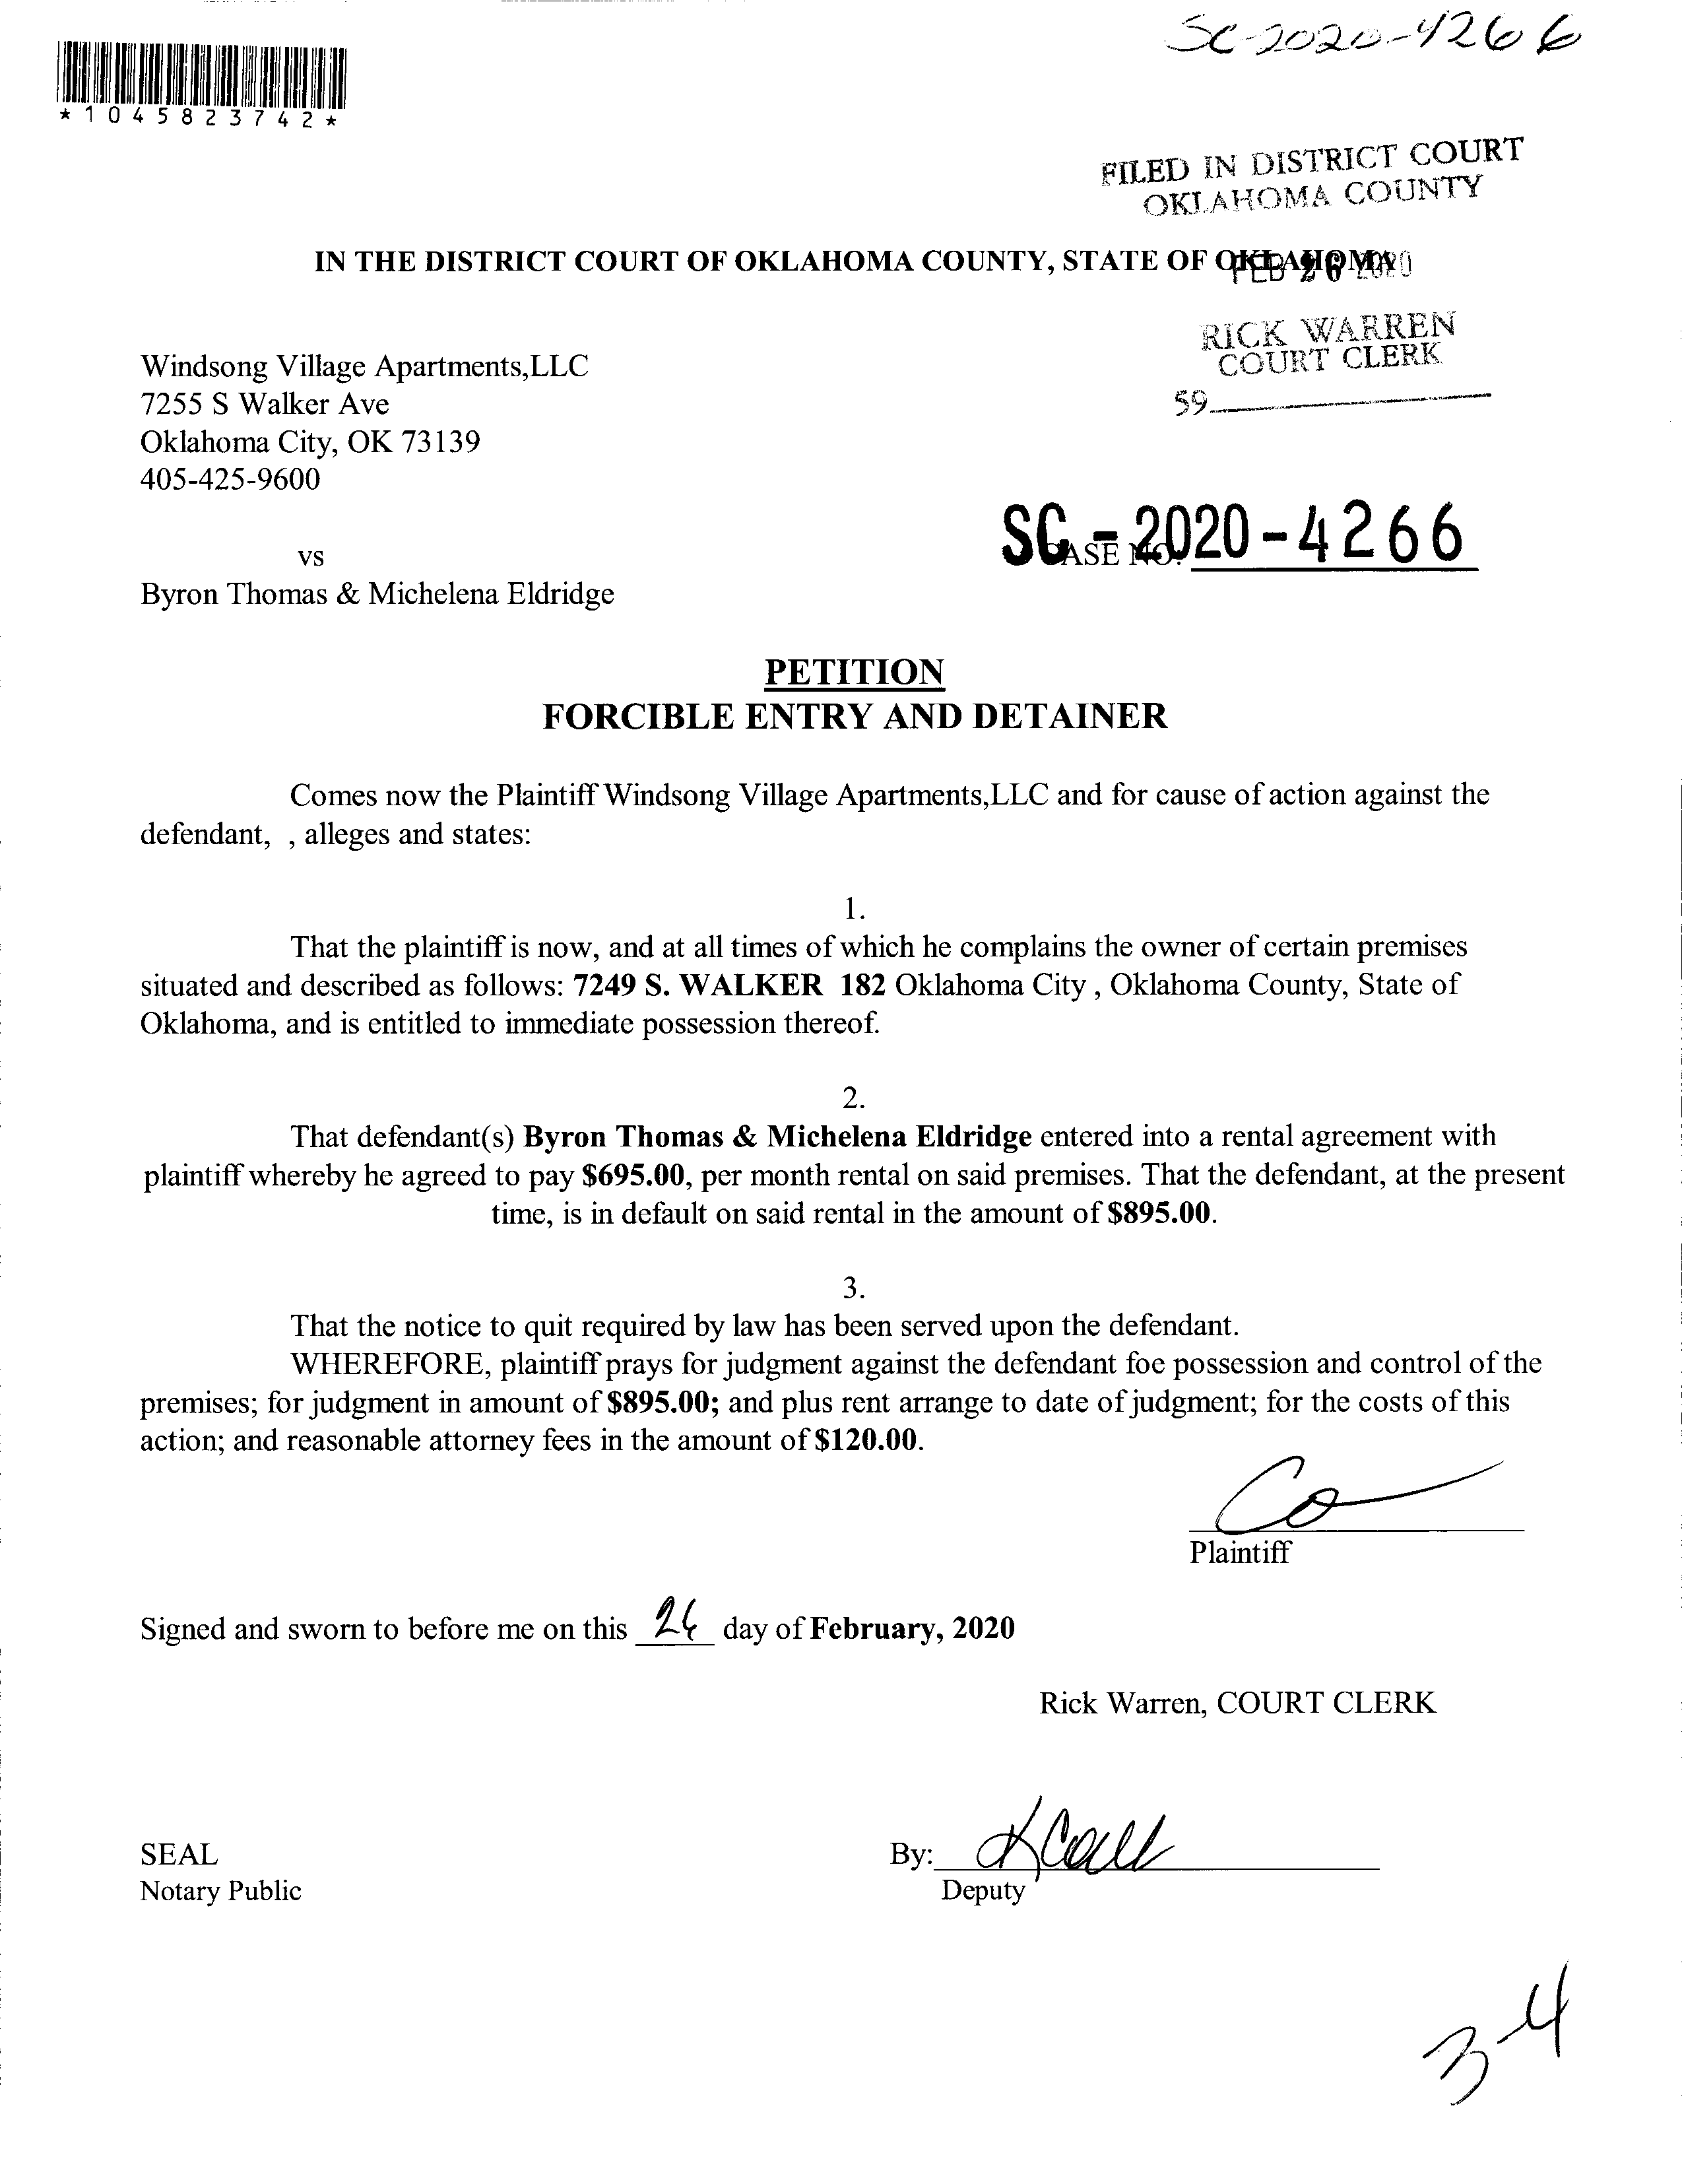 SC-2020-4266
*1045823742*
FILED IN DISTRICT COURT
OKLAHOMA COUNTY
IN THE DISTRICT COURT OF OKLAHOMA COUNTY, STATE OF OKLAHOMA
FEB 26 2020
RICK WARREN
COURT CLERK
59
Windsong Village Apartments,LLC
7255 S Walker Ave
Oklahoma City, OK 73139
405-425-9600
SC-2020-4266
CASE NO.
vs
Byron Thomas & Michelena Eldridge
PETITION
FORCIBLE ENTRY AND DETAINER
Comes now the Plaintiff Windsong Village Apartments,LLC and for cause of action against the
defendant, , alleges and states:
1.
That the plaintiff is now, and at all times of which he complains the owner of certain premises
situated and described as follows: 7249 S. WALKER 182 Oklahoma City , Oklahoma County, State of
Oklahoma, and is entitled to immediate possession thereof.
2.
That defendant(s) Byron Thomas & Michelena Eldridge entered into a rental agreement with
plaintiff whereby he agreed to pay $695.00, per month rental on said premises. That the defendant, at the present
time, is in default on said rental in the amount of $895.00.
3.
That the notice to quit required by law has been served upon the defendant.
WHEREFORE, plaintiff prays for judgment against the defendant foe possession and control of the
premises; for judgment in amount of $895.00; and plus rent arrange to date of judgment; for the costs of this
action; and reasonable attorney fees in the amount of $120.00.
Plaintiff
Signed and sworn to before me on this 26 day of February, 2020
Rick Warren, COURT CLERK
SEAL
By:
Notary Public
Deputy
3-4